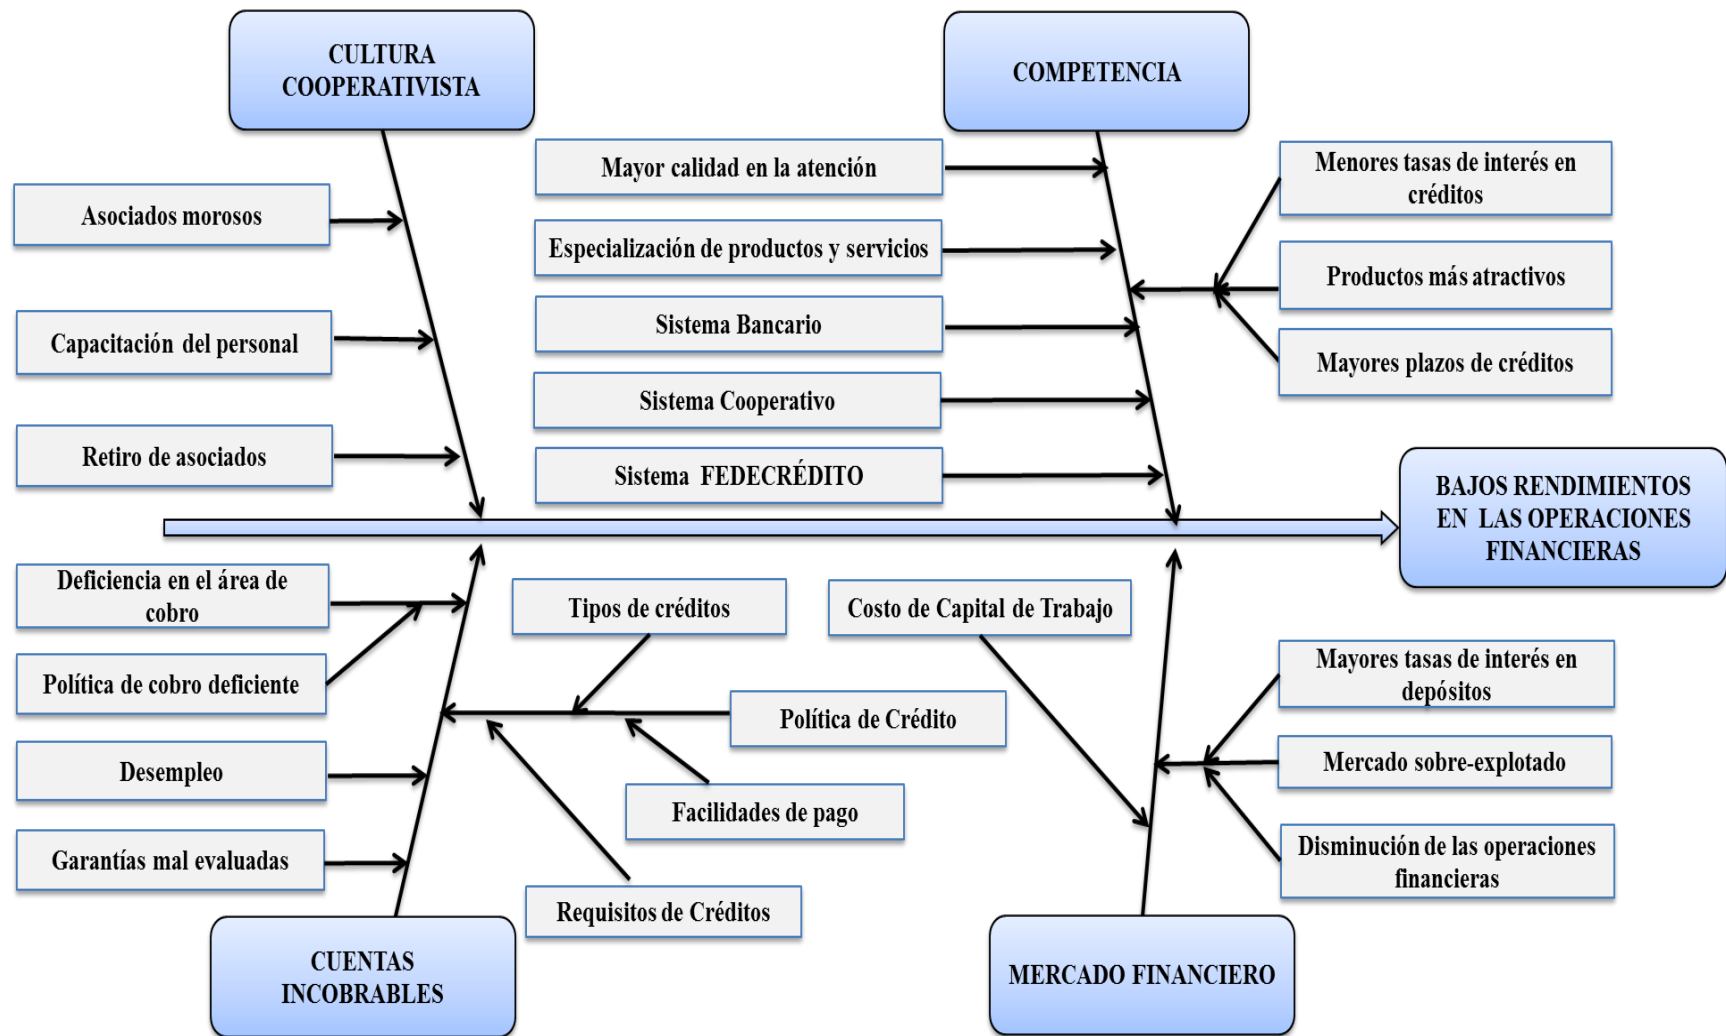 CULTURA
COOPERATIVISTA
COMPETENCIA
Mayor calidad en la atención
Menores tasas de interés en
créditos
Asociados morosos
Especialización de productos y servicios
Productos más atractivos
Capacitación del personal
Sistema Bancario
Mayores plazos de créditos
Sistema Cooperativo
Retiro de asociados
Sistema FEDECRÉDITO
BAJOS RENDIMIENTOS
EN LAS OPERACIONES
FINANCIERAS
Deficiencia en el área de
cobro
Tipos de créditos
Costo de Capital de Trabajo
Política de cobro deficiente
Mayores tasas de interés en
depósitos
Política de Crédito
Desempleo
Mercado sobre-explotado
Facilidades de pago
Garantías mal evaluadas
Disminución de las operaciones
financieras
Requisitos de Créditos
CUENTAS
INCOBRABLES
MERCADO FINANCIERO